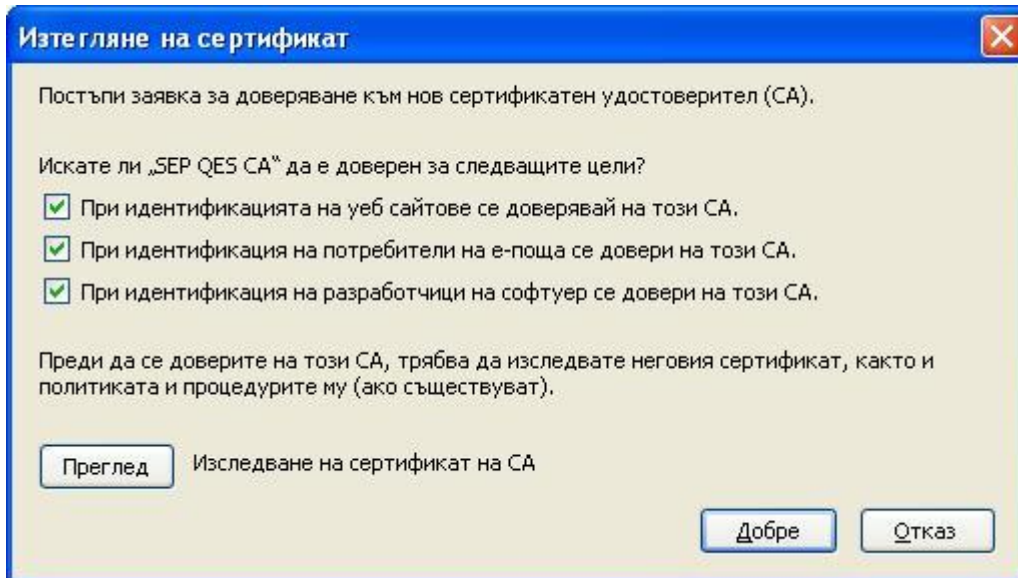 Изтегляне на сертификат
Постъпи заявка за доверяване към нов сертификатен удостоверител (CA).
Искате ли „SEP QES CA“ да е доверен за следващите цели?
При идентификацията на уеб сайтове се доверявай на този CA.
При идентификация на потребители на е-поща се довери на този CA.
При идентификация на разработчици на софтуер се довери на този CA.
Преди да се доверите на този CA, трябва да изследвате неговия сертификат, както и
политиката и процедурите му (ако съществуват).
Преглед Изследване на сертификат на CA
Добре Отказ